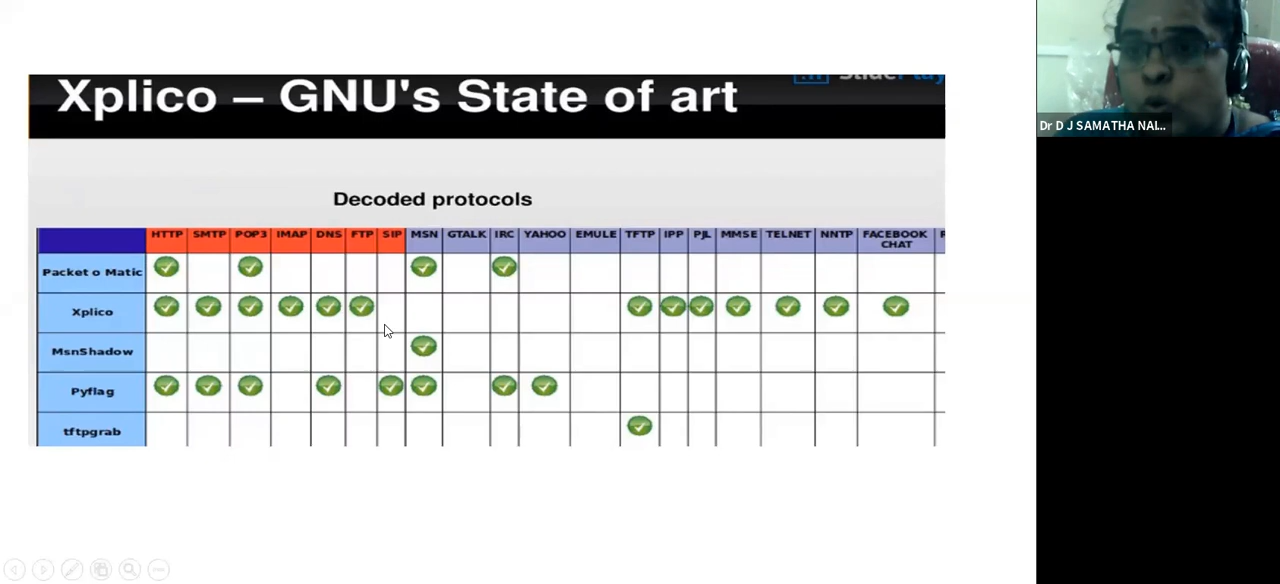 Xplico – GNU's State of art
Decoded protocols
HTTP SMTP POP3 IMAP DNS FTP SIP MSN GTALK IRC YAHOO EMULE TFTP IPP PJL MMSE TELNET NNTP FACEBOOK CHAT
Packet o Matic
Xplico
MsnShadow
Pyflag
tftpgrab
Dr D J SAMATHA NAI...